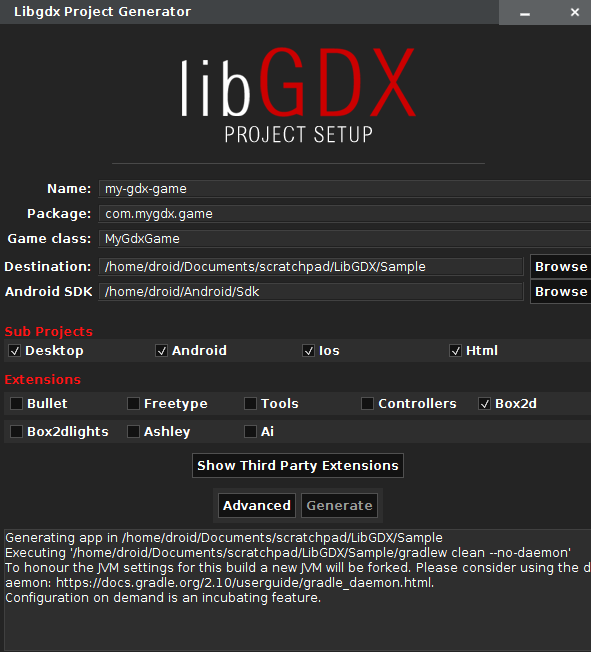 Libgdx Project Generator
libGDX
PROJECT SETUP
Name: my-gdx-game
Package: com.mygdx.game
Game class: MyGdxGame
Destination: /home/droid/Documents/scratchpad/LibGDX/Sample Browse
Android SDK /home/droid/Android/Sdk Browse
Sub Projects
Desktop Android Ios Html
Extensions
Bullet Freetype Tools Controllers Box2d
Box2dlights Ashley Ai
Show Third Party Extensions
Advanced Generate
Generating app in /home/droid/Documents/scratchpad/LibGDX/Sample
Executing '/home/droid/Documents/scratchpad/LibGDX/Sample/gradlew clean --no-daemon'
To honour the JVM settings for this build a new JVM will be forked. Please consider using the d
aemon: https://docs.gradle.org/2.10/userguide/gradle_daemon.html.
Configuration on demand is an incubating feature.